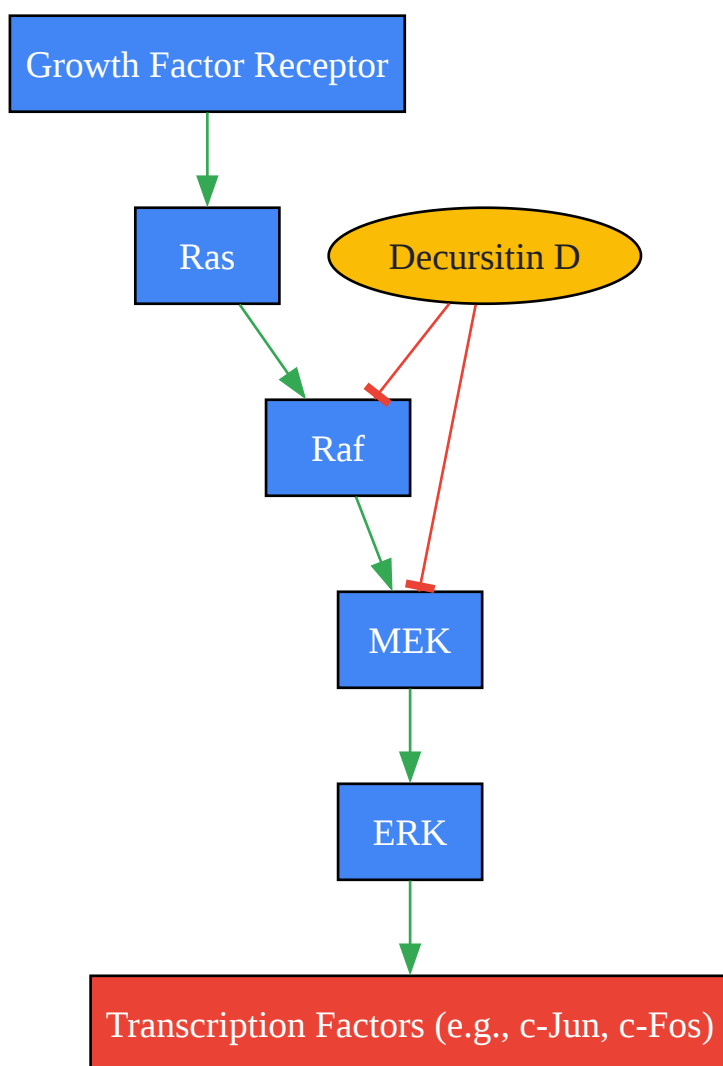 Growth Factor Receptor
Ras
Decursitin D
Raf
MEK
ERK
Transcription Factors (e.g., c-Jun, c-Fos)